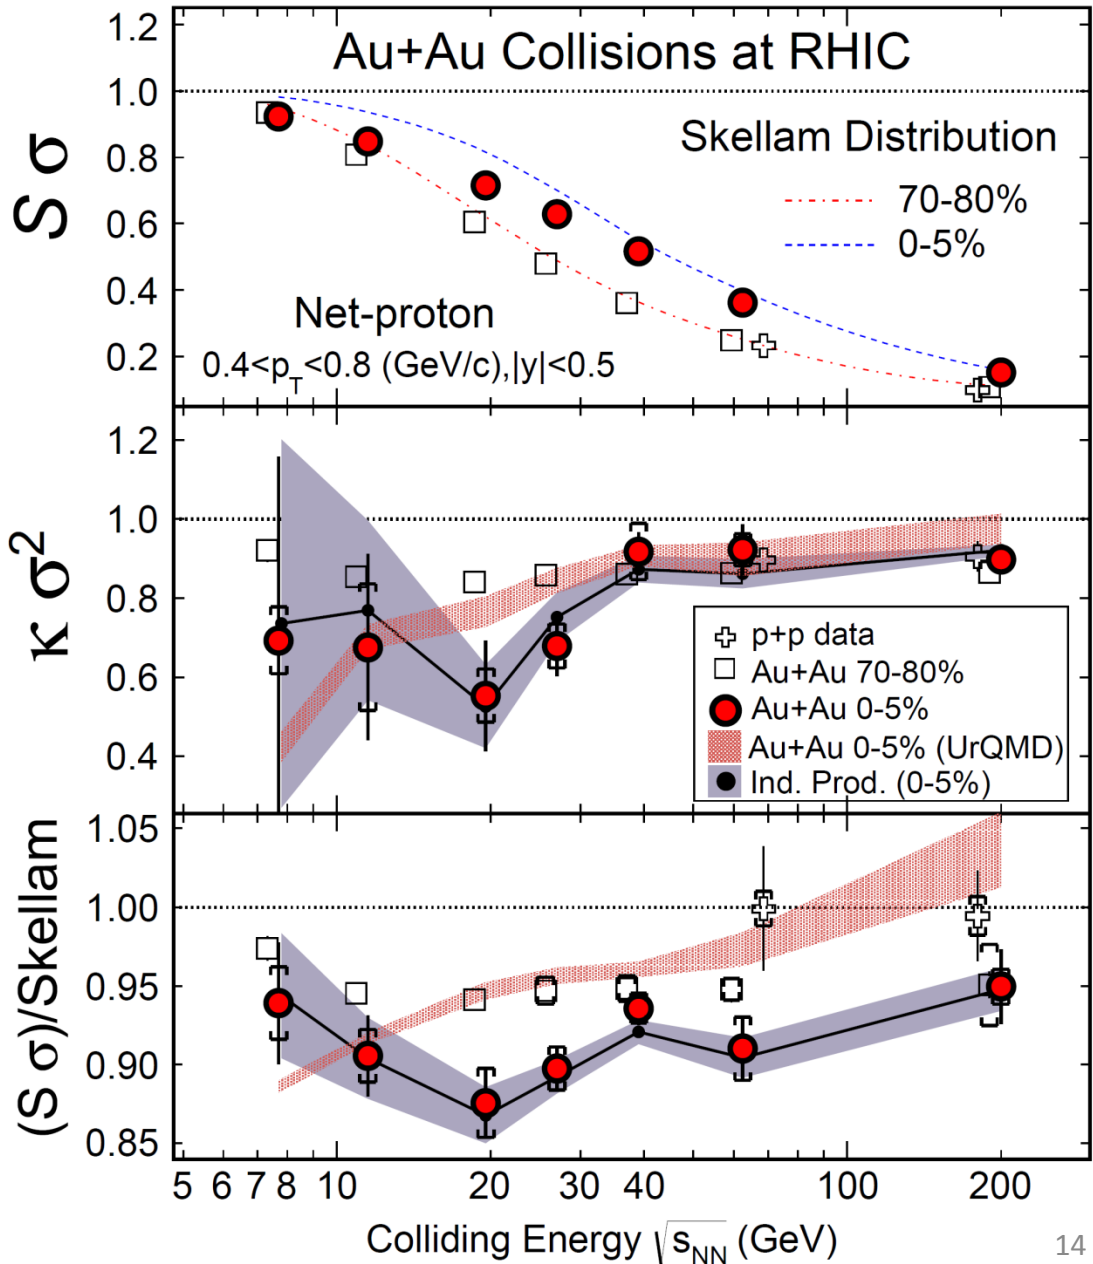 Au+Au Collisions at RHIC
S σ
1.2
1.0
0.8
0.6
0.4
0.2
Skellam Distribution
70-80%
0-5%
Net-proton
0.4<p_T<0.8 (GeV/c),|y|<0.5
κ σ²
1.2
1.0
0.8
0.6
0.4
p+p data
Au+Au 70-80%
Au+Au 0-5%
Au+Au 0-5% (UrQMD)
Ind. Prod. (0-5%)
(S σ)/Skellam
1.05
1.00
0.95
0.90
0.85
5 6 7 8 10 20 30 40 100 200
Colliding Energy √s_NN (GeV)
14